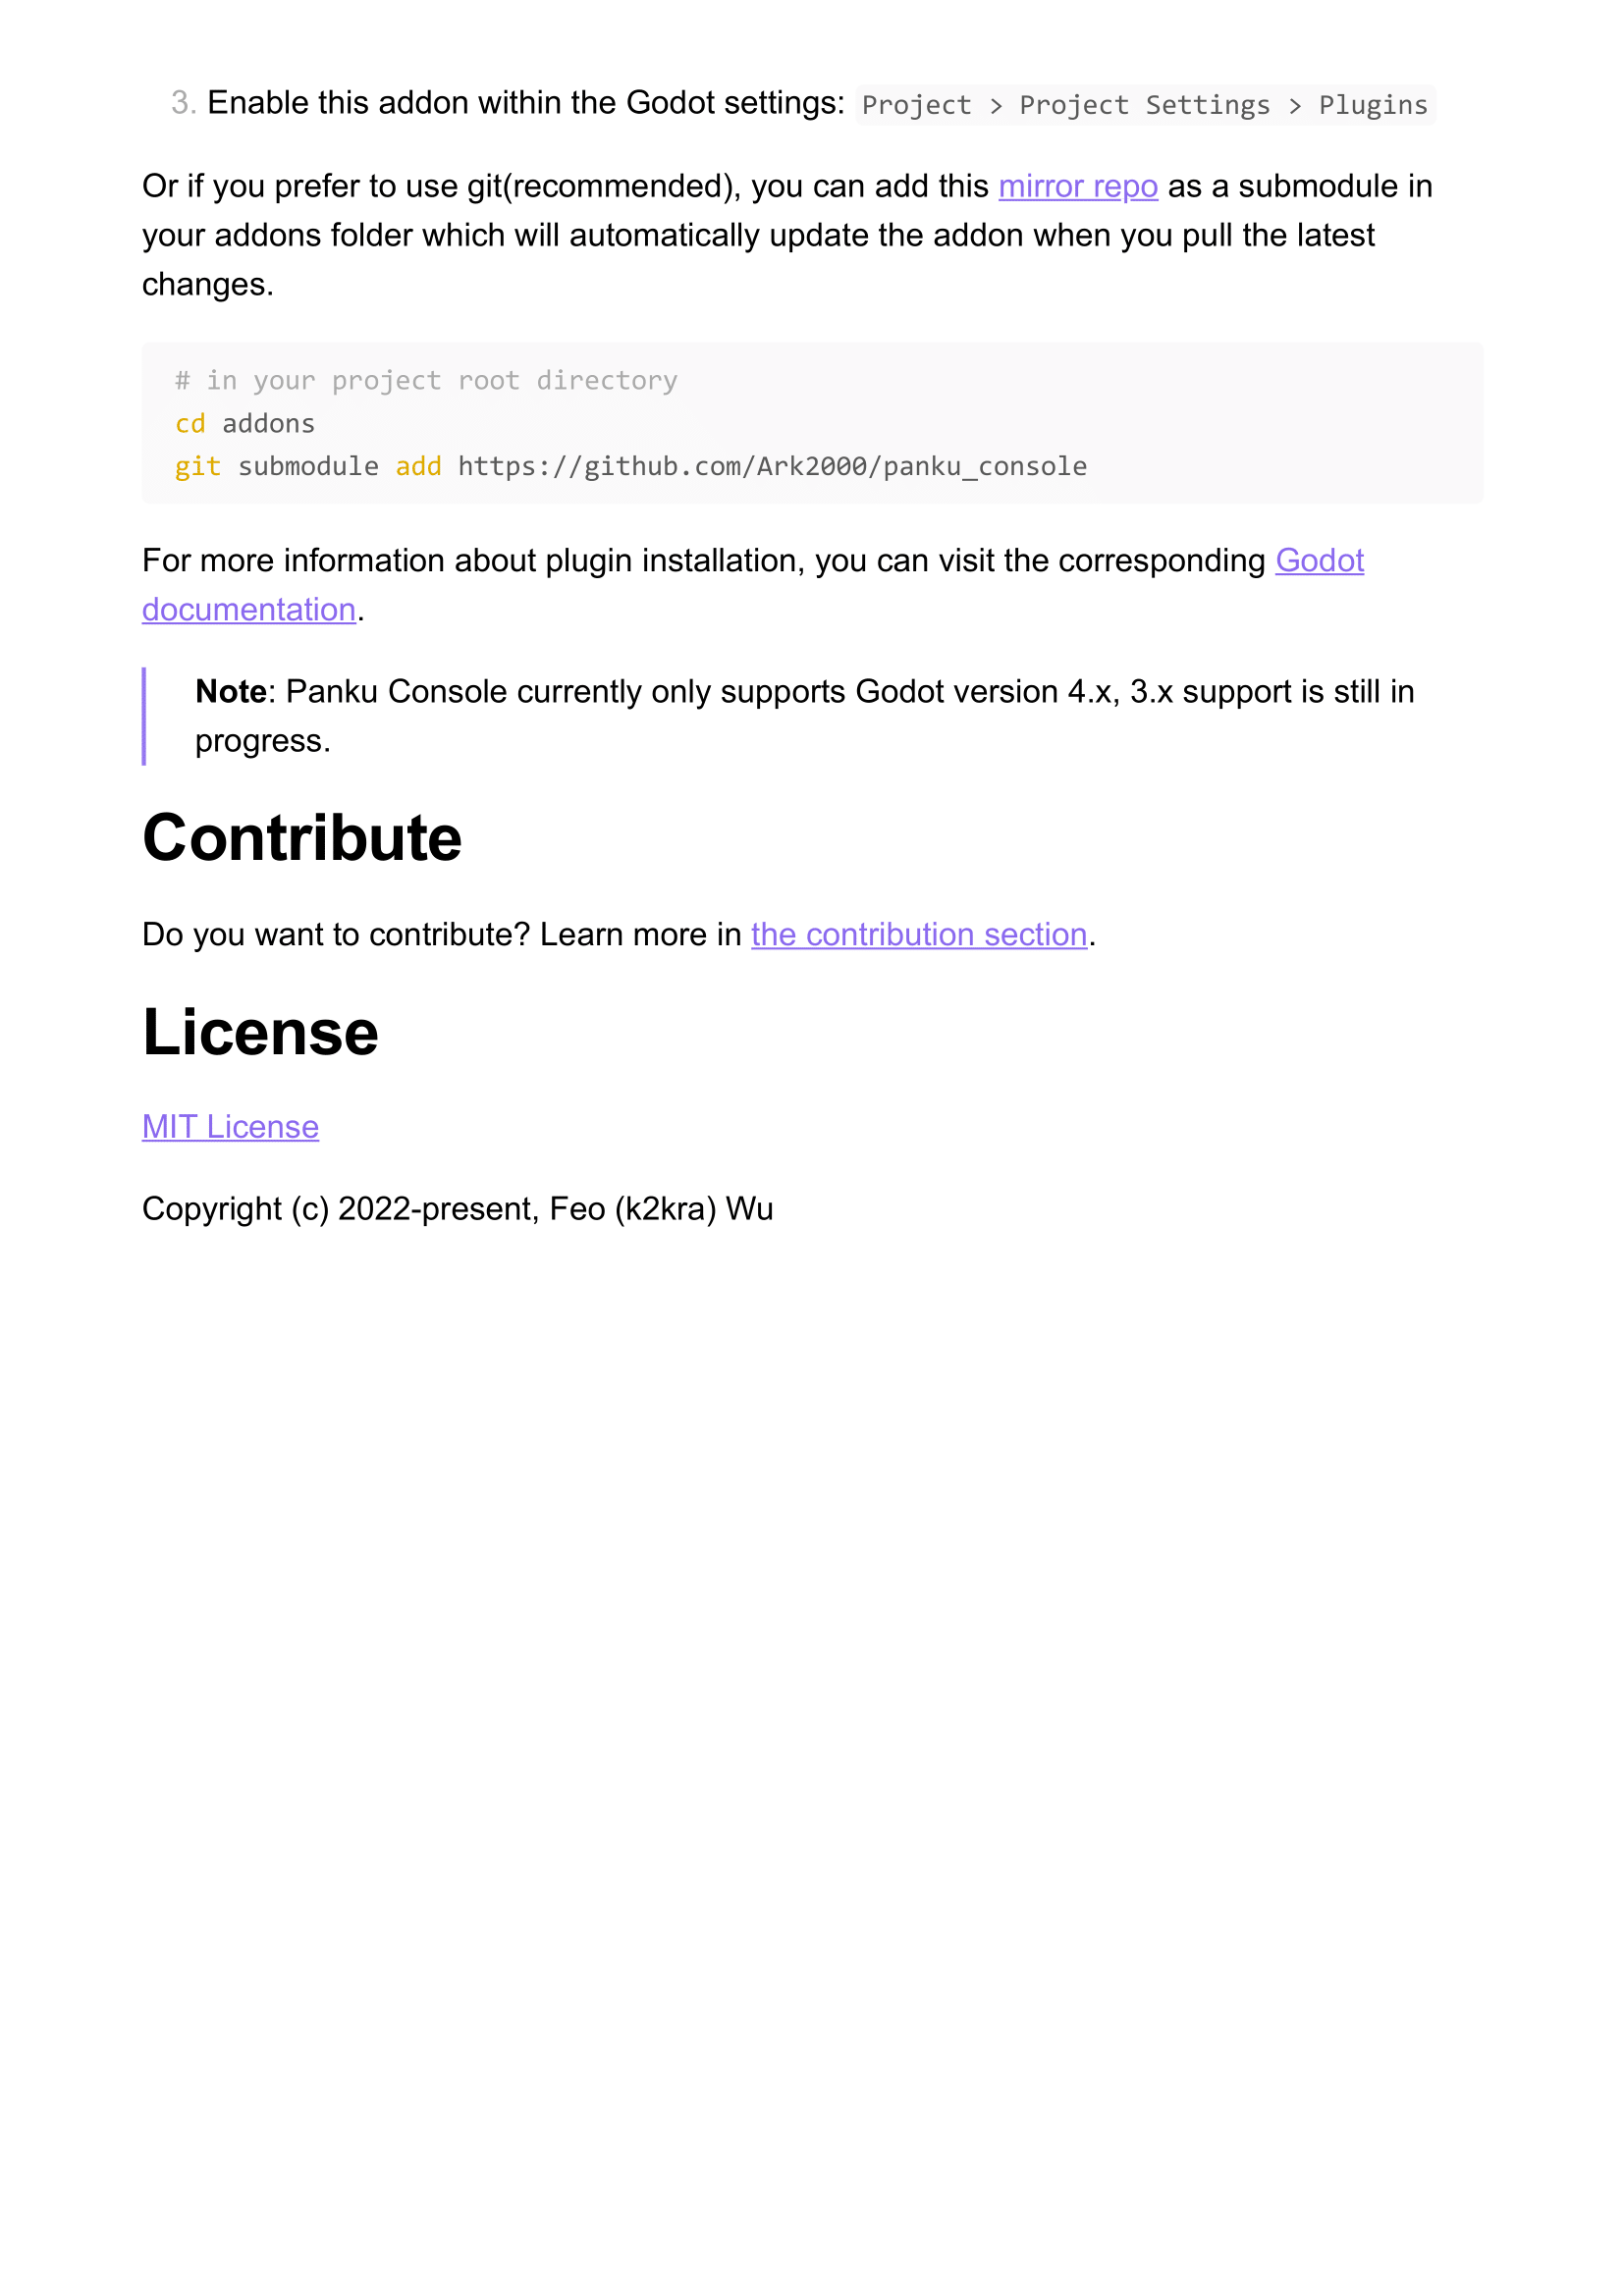 3. Enable this addon within the Godot settings: Project > Project Settings > Plugins
Or if you prefer to use git(recommended), you can add this mirror repo as a submodule in
your addons folder which will automatically update the addon when you pull the latest
changes.
# in your project root directory
cd addons
git submodule add https://github.com/Ark2000/panku_console
For more information about plugin installation, you can visit the corresponding Godot
documentation.
Note: Panku Console currently only supports Godot version 4.x, 3.x support is still in
progress.
Contribute
Do you want to contribute? Learn more in the contribution section.
License
MIT License
Copyright (c) 2022-present, Feo (k2kra) Wu